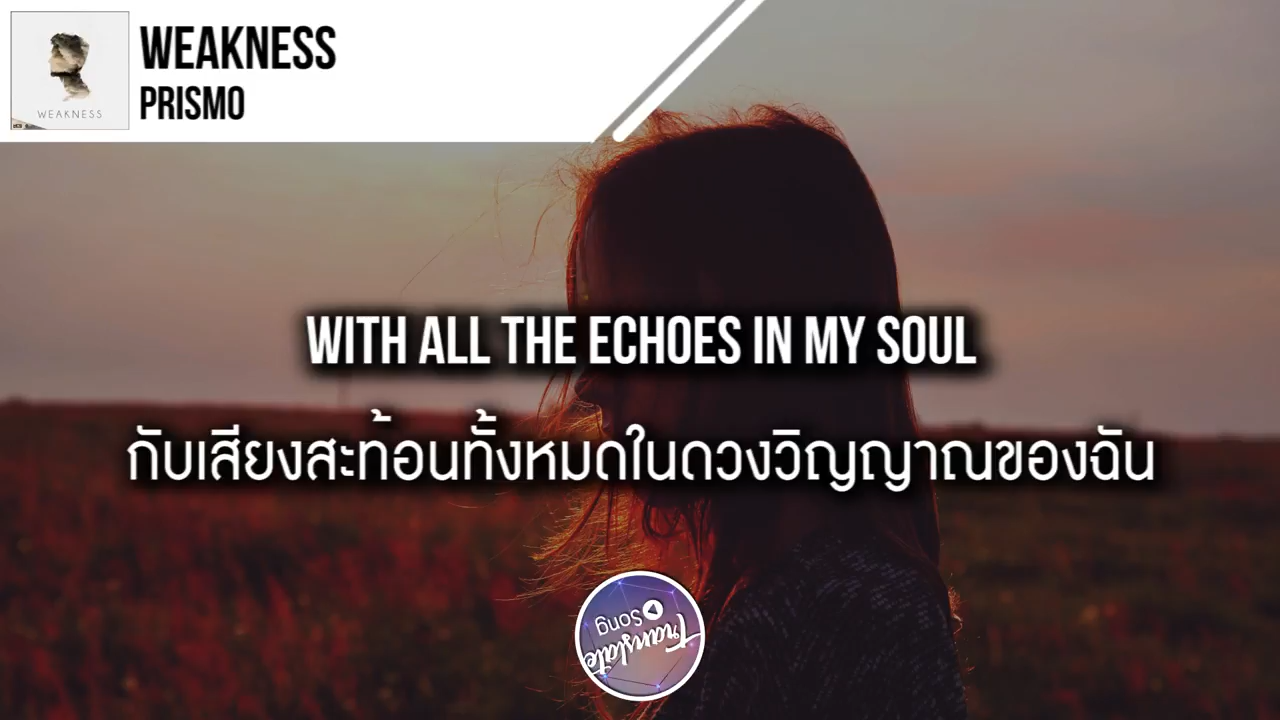 WEAKNESS
PRISMO
WEAKNESS
WITH ALL THE ECHOES IN MY SOUL
กับเสียงสะท้อนทั้งหมดในดวงวิญญาณของฉัน
Translate
Song